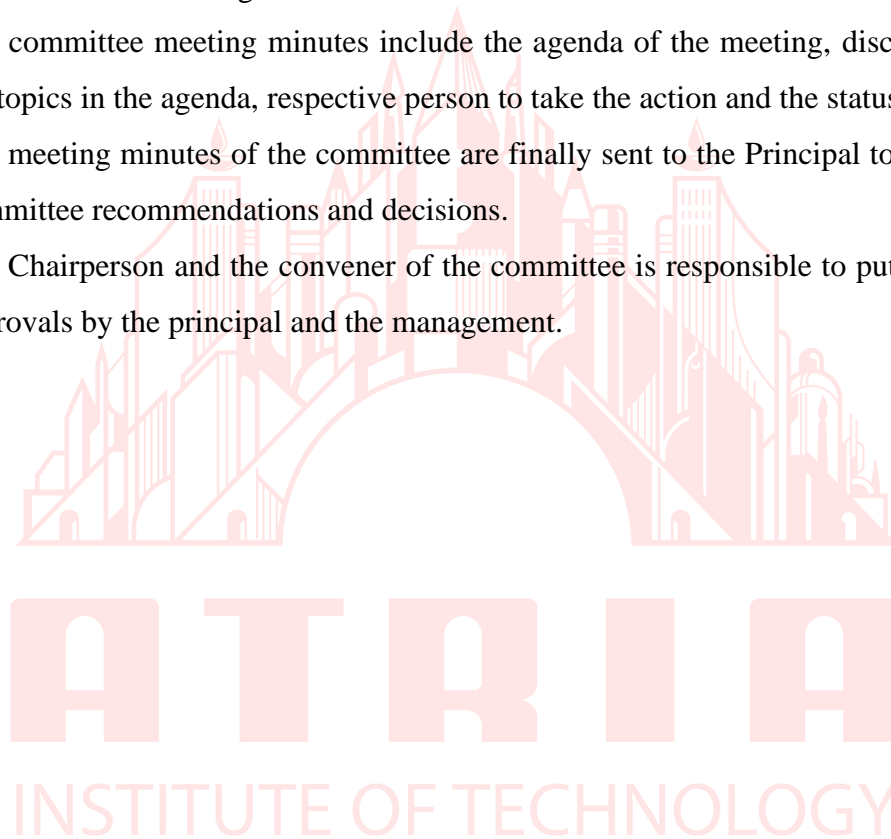 committee meeting minutes include the agenda of the meeting, disc
topics in the agenda, respective person to take the action and the status
meeting minutes of the committee are finally sent to the Principal to
mmittee recommendations and decisions.
Chairperson and the convener of the committee is responsible to put
rovals by the principal and the management.
ATRIA
INSTITUTE OF TECHNOLOGY